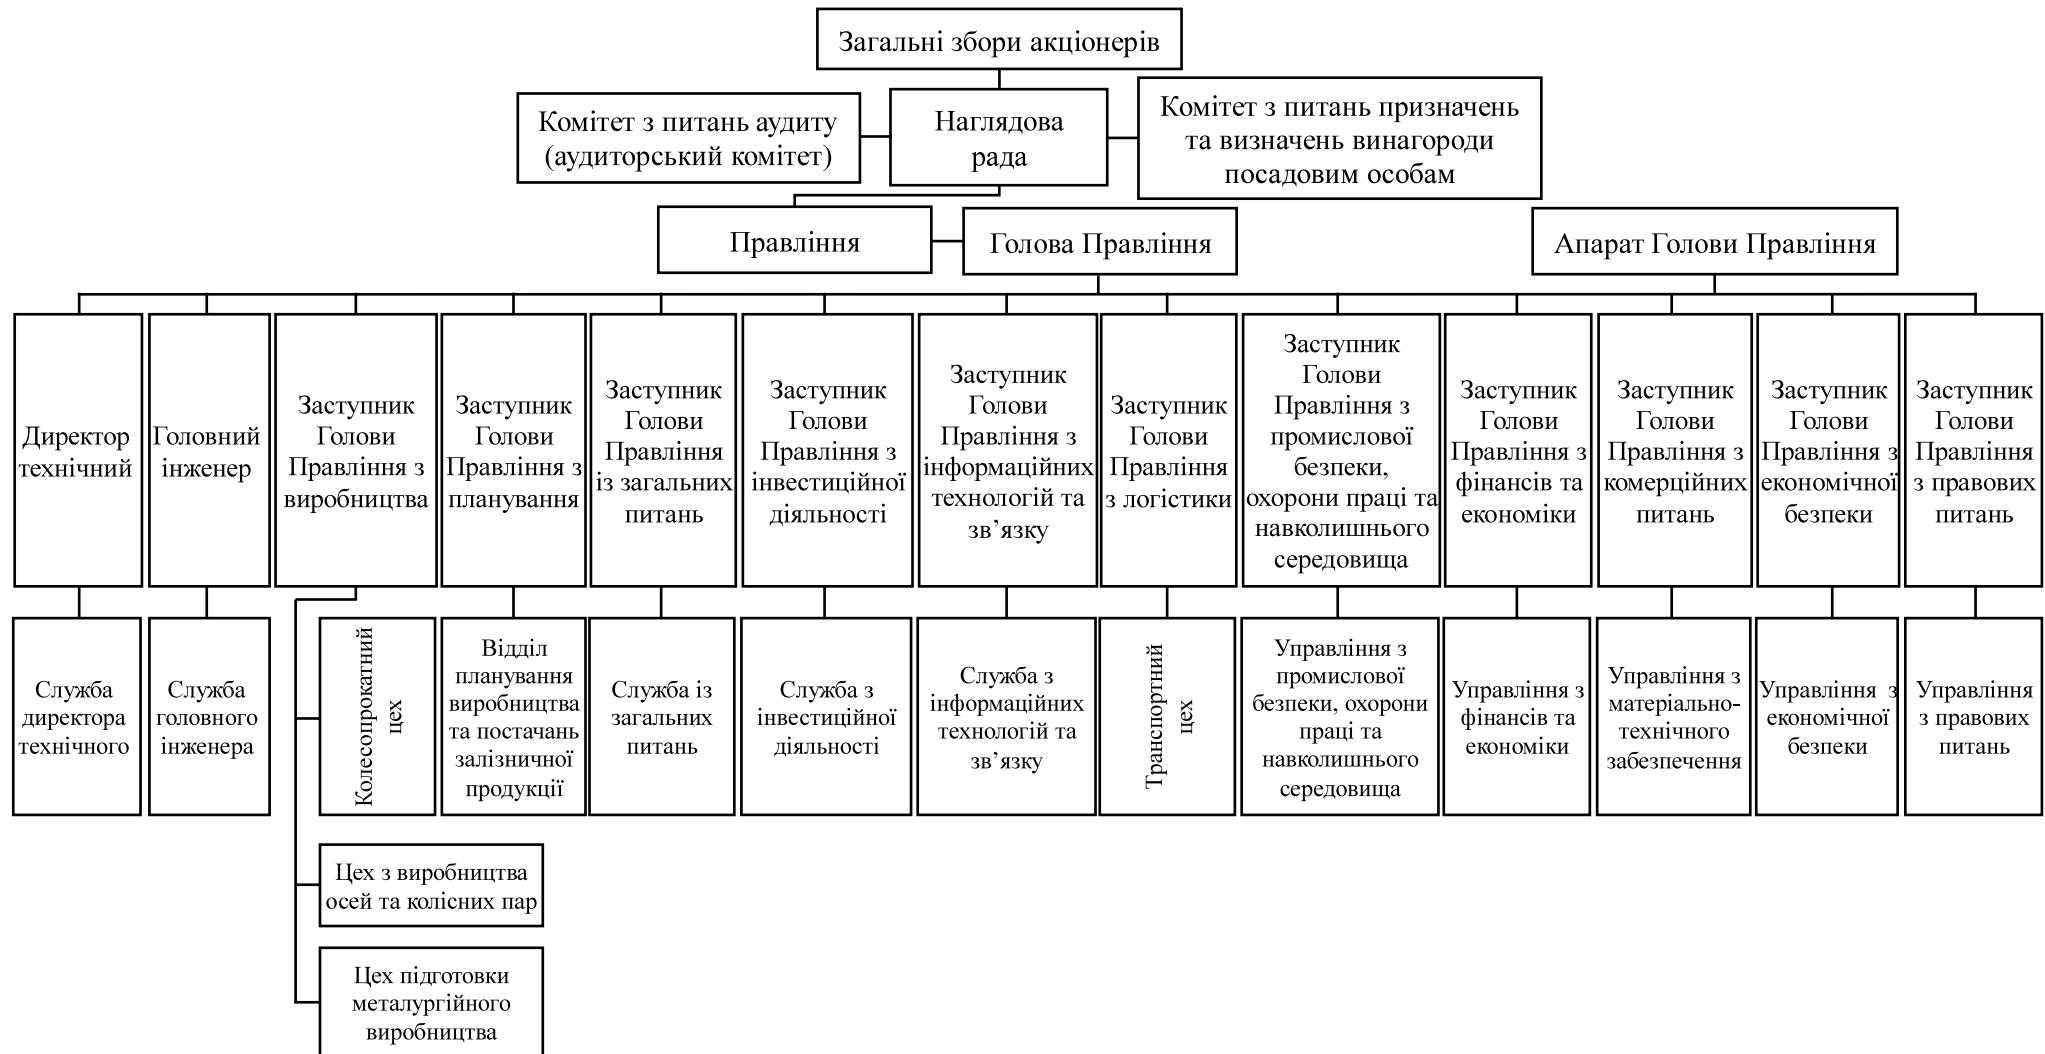 Загальні збори акціонерів
Комітет з питань аудиту
(аудиторський комітет)
Наглядова
рада
Комітет з питань призначень
та визначень винагороди
посадовим особам
Правління
Голова Правління
Апарат Голови Правління
Директор
технічний
Головний
інженер
Заступник
Голови
Правління з
виробництва
Заступник
Голови
Правління з
планування
Заступник
Голови
Правління
із загальних
питань
Заступник
Голови
Правління з
інвестиційної
діяльності
Заступник
Голови
Правління з
інформаційних
технологій та
зв’язку
Заступник
Голови
Правління
з логістики
Заступник
Голови
Правління з
промислової
безпеки,
охорони праці та
навколишнього
середовища
Заступник
Голови
Правління з
фінансів та
економіки
Заступник
Голови
Правління з
комерційних
питань
Заступник
Голови
Правління з
економічної
безпеки
Заступник
Голови
Правління
з правових
питань
Служба
директора
технічного
Служба
головного
інженера
Колесопрокатний
цех
Відділ
планування
виробництва
та постачань
залізничної
продукції
Служба із
загальних
питань
Служба з
інвестиційної
діяльності
Служба з
інформаційних
технологій та
зв’язку
Транспортний
цех
Управління з
промислової
безпеки, охорони
праці та
навколишнього
середовища
Управління з
фінансів та
економіки
Управління з
матеріально-
технічного
забезпечення
Управління з
економічної
безпеки
Управління
з правових
питань
Цех з виробництва
осей та колісних пар
Цех підготовки
металургійного
виробництва